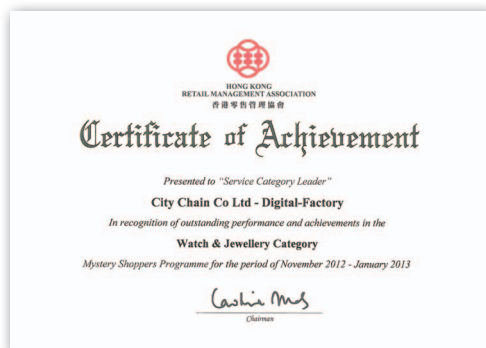 HONG KONG
RETAIL MANAGEMENT ASSOCIATION
香港零售管理協會
Certificate of Achievement
Presented to "Service Category Leader"
City Chain Co Ltd - Digital-Factory
In recognition of outstanding performance and achievements in the
Watch & Jewellery Category
Mystery Shoppers Programme for the period of November 2012 - January 2013
Chairman